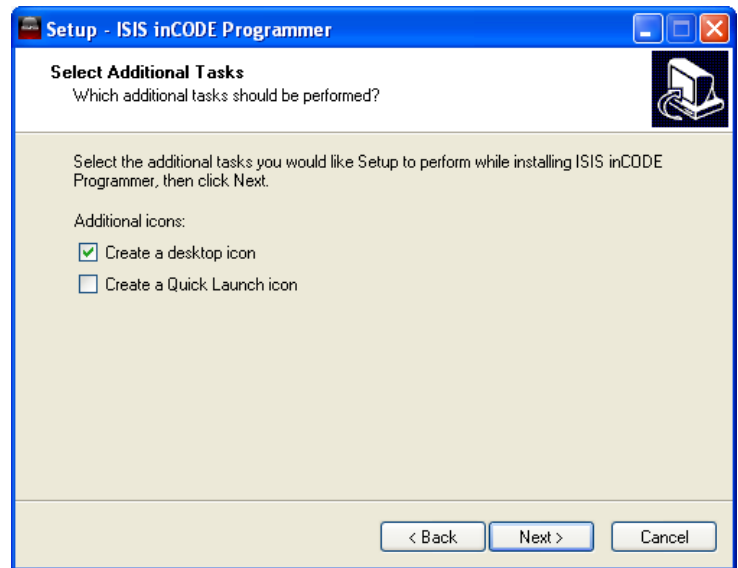 Setup - ISIS inCODE Programmer
Select Additional Tasks
Which additional tasks should be performed?
Select the additional tasks you would like Setup to perform while installing ISIS inCODE
Programmer, then click Next.
Additional icons:
Create a desktop icon
Create a Quick Launch icon
< Back
Next >
Cancel